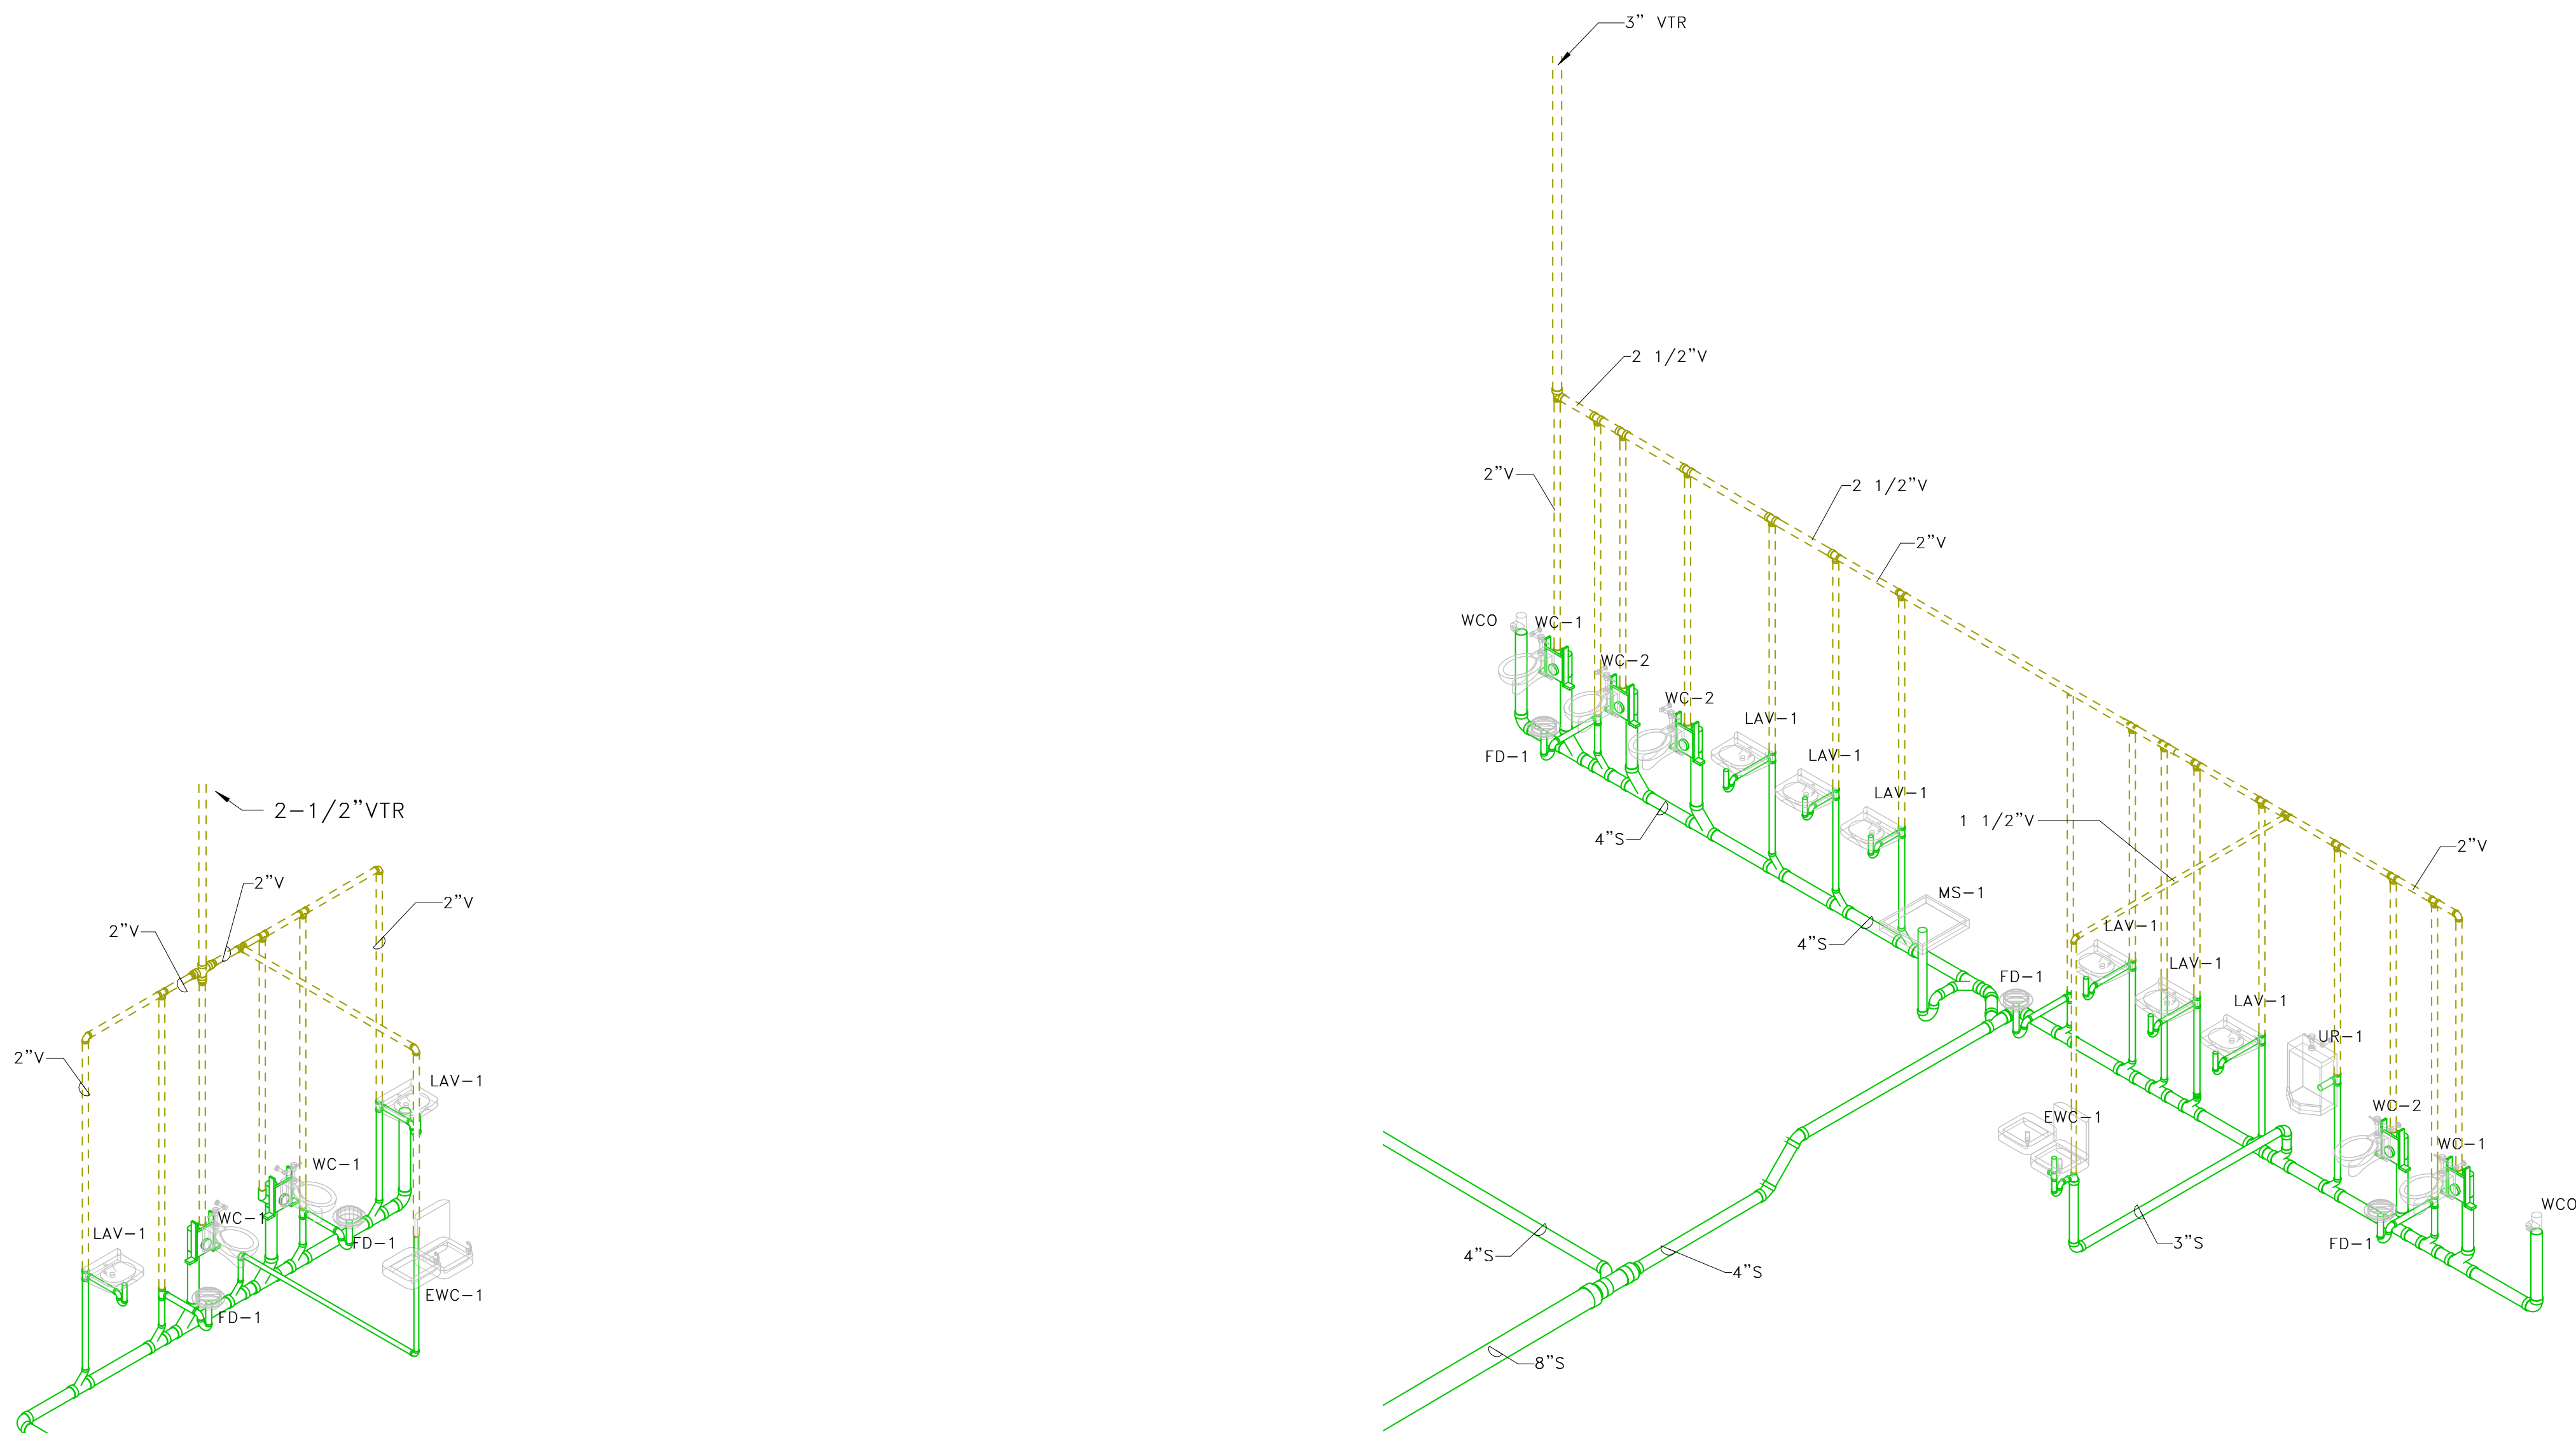 3” VTR
2 1/2”V
2”V
2 1/2”V
2”V
WCO
WC-1
WC-2
WC-2
LAV-1
LAV-1
LAV-1
FD-1
4”S
MS-1
4”S
FD-1
1 1/2”V
2”V
LAV-1
LAV-1
LAV-1
UR-1
EWC-1
WC-2
WC-1
WCO
FD-1
3”S
4”S
4”S
8”S
2-1/2”VTR
2”V
2”V
2”V
2”V
LAV-1
WC-1
WC-1
LAV-1
FD-1
EWC-1
FD-1